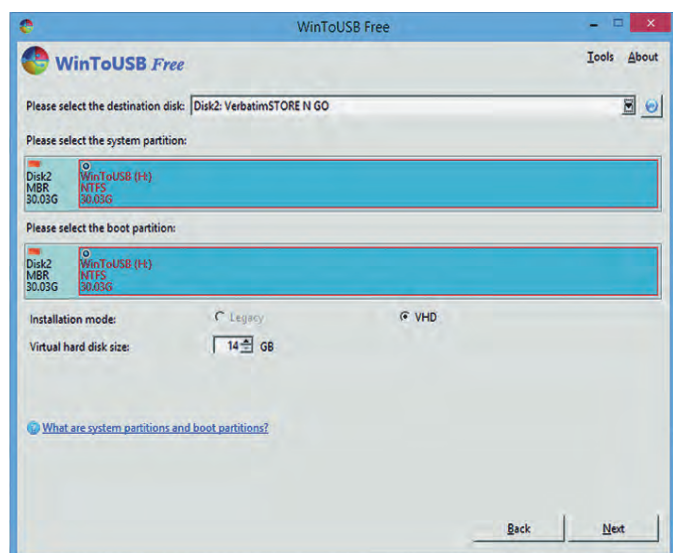 WinToUSB Free
WinToUSB Free
Tools About
Please select the destination disk: Disk2: VerbatimSTORE N GO
Please select the system partition:
Disk2 WinToUSB (H:)
MBR NTFS
30.03G 30.03G
Please select the boot partition:
Disk2 WinToUSB (H:)
MBR NTFS
30.03G 30.03G
Installation mode: Legacy VHD
Virtual hard disk size: 14 GB
What are system partitions and boot partitions?
Back Next